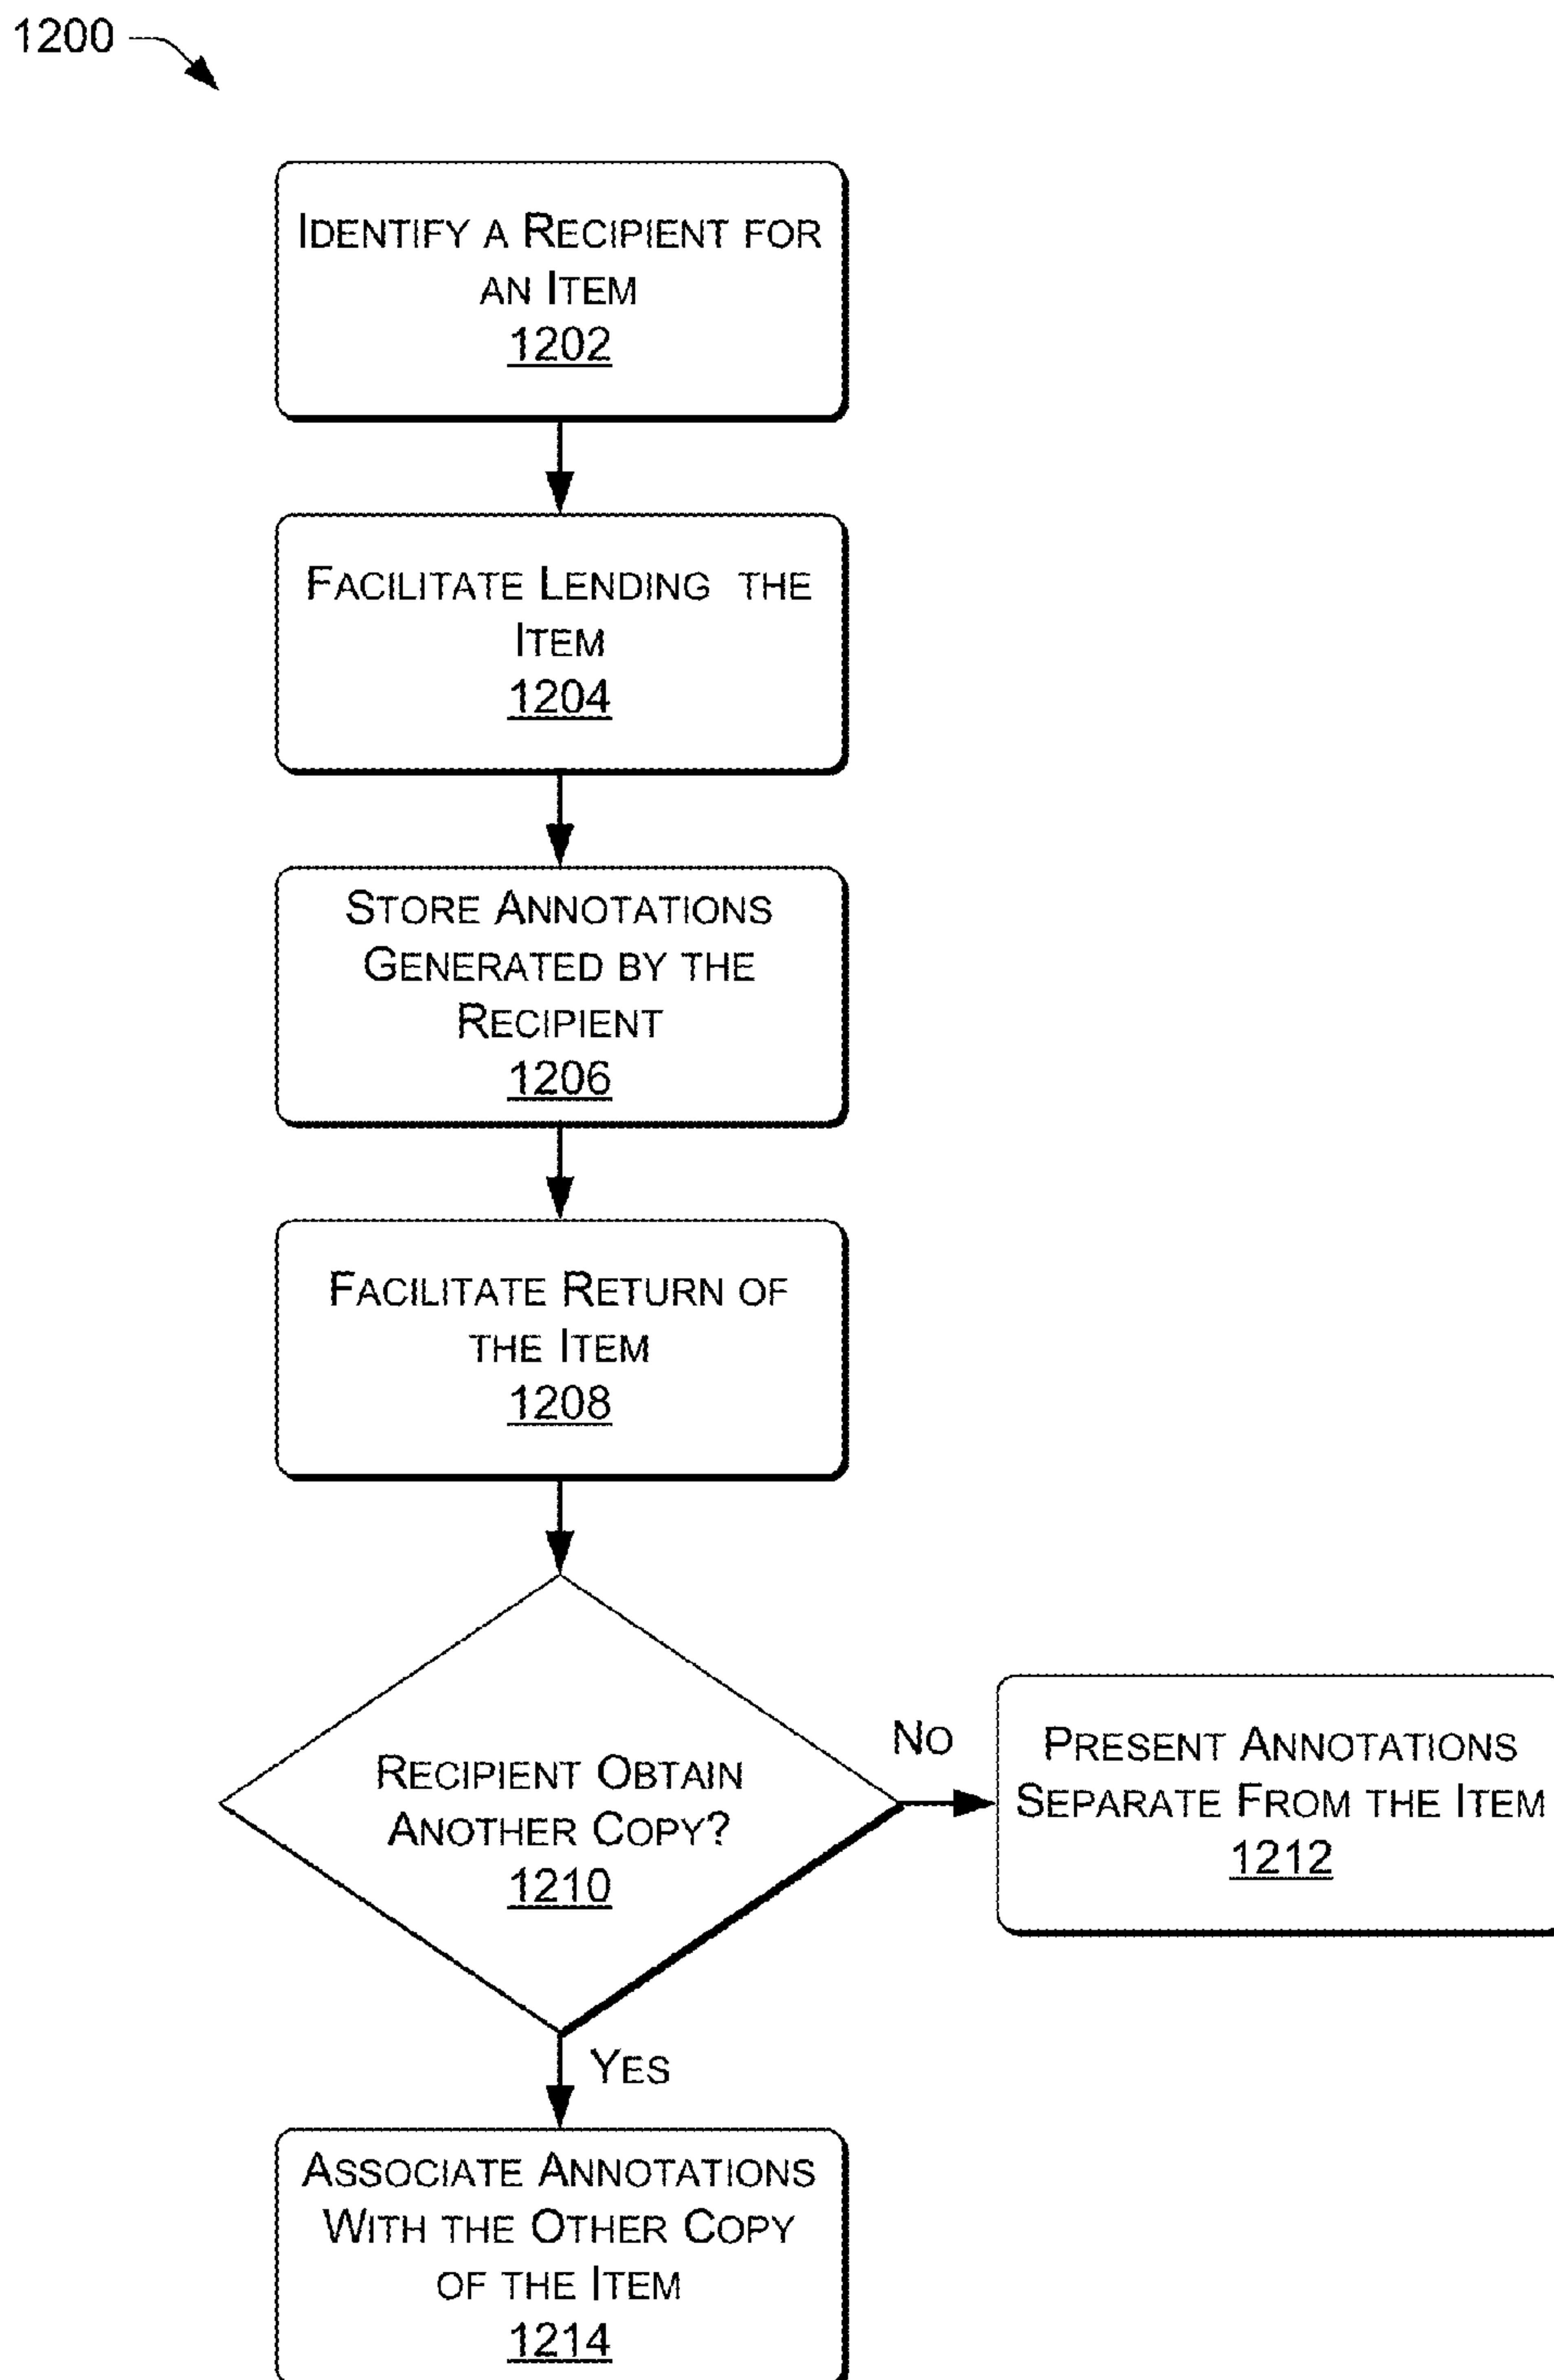 1200
IDENTIFY A RECIPIENT FOR
AN ITEM
1202
FACILITATE LENDING THE
ITEM
1204
STORE ANNOTATIONS
GENERATED BY THE
RECIPIENT
1206
FACILITATE RETURN OF
THE ITEM
1208
RECIPIENT OBTAIN
ANOTHER COPY?
1210
NO
PRESENT ANNOTATIONS
SEPARATE FROM THE ITEM
1212
YES
ASSOCIATE ANNOTATIONS
WITH THE OTHER COPY
OF THE ITEM
1214